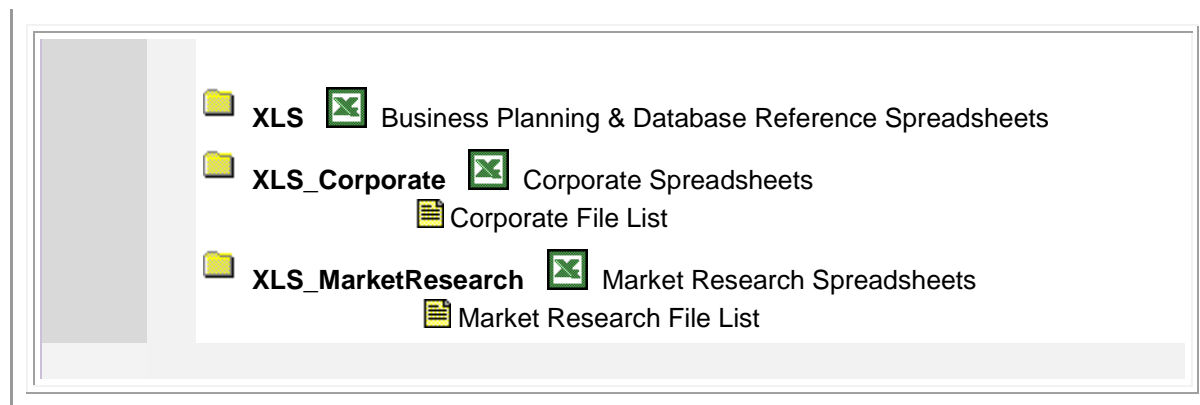 XLS Business Planning & Database Reference Spreadsheets
XLS_Corporate Corporate Spreadsheets
Corporate File List
XLS_MarketResearch Market Research Spreadsheets
Market Research File List